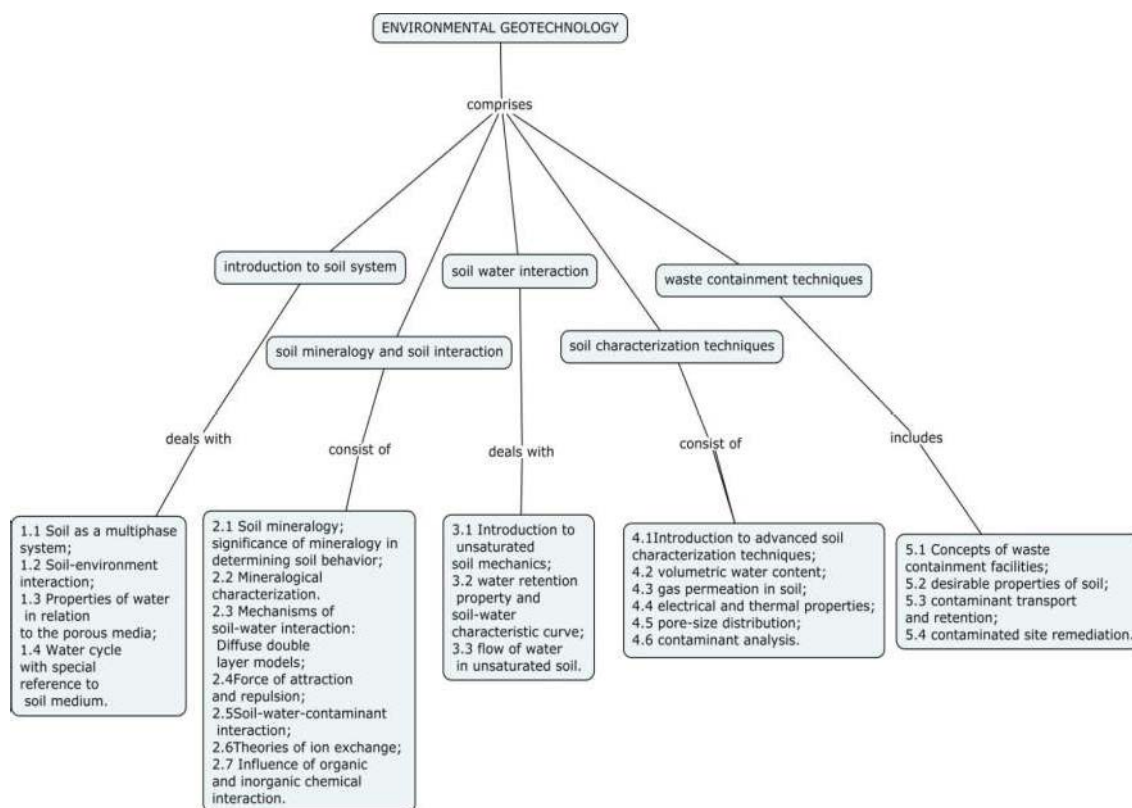 ENVIRONMENTAL GEOTECHNOLOGY
comprises
introduction to soil system
soil water interaction
waste containment techniques
soil mineralogy and soil interaction
soil characterization techniques
deals with
consist of
deals with
consist of
includes
1.1 Soil as a multiphase
system;
1.2 Soil-environment
interaction;
1.3 Properties of water
in relation
to the porous media;
1.4 Water cycle
with special
reference to
soil medium.
2.1 Soil mineralogy;
significance of mineralogy in
determining soil behavior;
2.2 Mineralogical
characterization.
2.3 Mechanisms of
soil-water interaction:
Diffuse double
layer models;
2.4Force of attraction
and repulsion;
2.5Soil-water-contaminant
interaction;
2.6Theories of ion exchange;
2.7 Influence of organic
and inorganic chemical
interaction.
3.1 Introduction to
unsaturated
soil mechanics;
3.2 water retention
property and
soil-water
characteristic curve;
3.3 flow of water
in unsaturated soil.
4.1Introduction to advanced soil
characterization techniques;
4.2 volumetric water content;
4.3 gas permeation in soil;
4.4 electrical and thermal properties;
4.5 pore-size distribution;
4.6 contaminant analysis.
5.1 Concepts of waste
containment facilities;
5.2 desirable properties of soil;
5.3 contaminant transport
and retention;
5.4 contaminated site remediation.